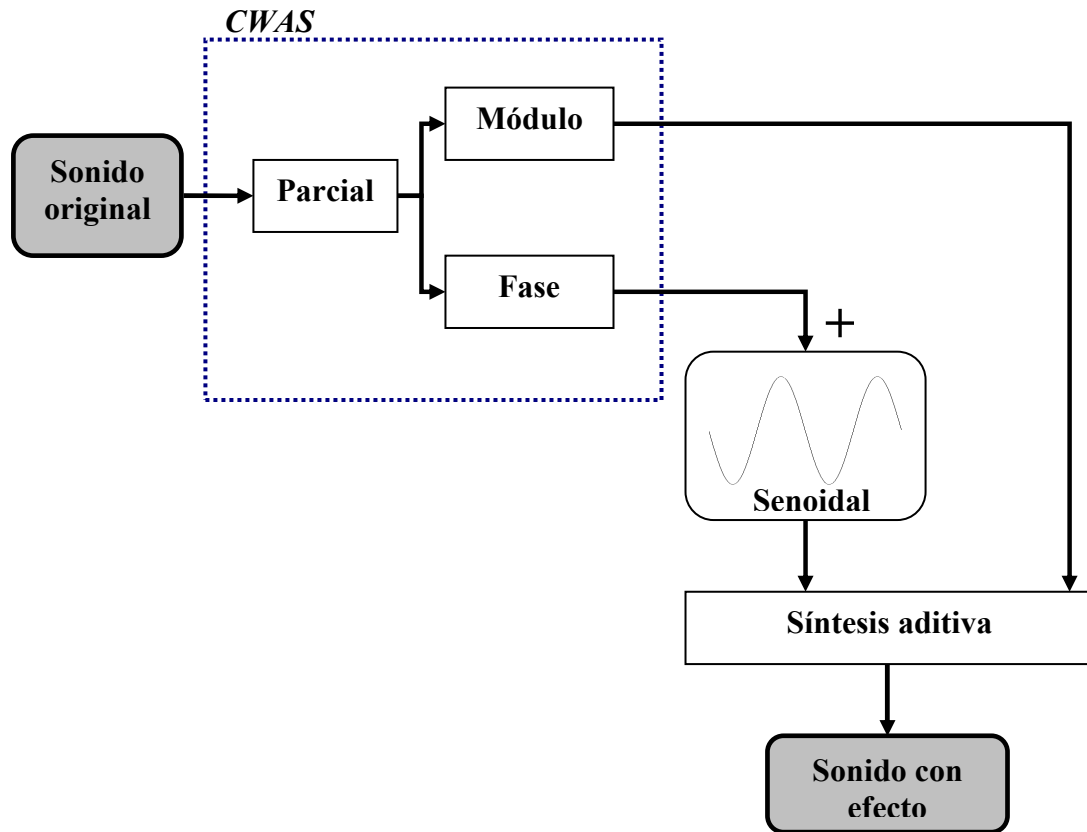 CWAS
Módulo
Sonido
original
Parcial
Fase
+
Senoidal
Síntesis aditiva
Sonido con
efecto